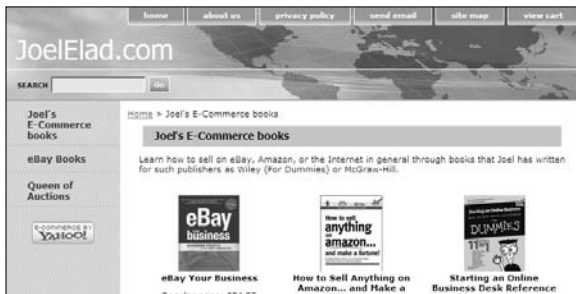 home about us privacy policy send email site map view cart
JoelElad.com
SEARCH Go
Joel's
E-Commerce
books
eBay Books
Queen of
Auctions
E-COMMERCE BY
YAHOO!
Home > Joel's E-Commerce books
Joel's E-Commerce books
Learn how to sell on eBay, Amazon, or the Internet in general through books that Joel has written
for such publishers as Wiley (For Dummies) or McGraw-Hill.
eBay
business
How to sell
anything
on
amazon...
and make a fortune!
Starting an Online Business
DUMMIES
eBay Your Business
How to Sell Anything on
Amazon... and Make a
Starting an Online
Business Desk Reference